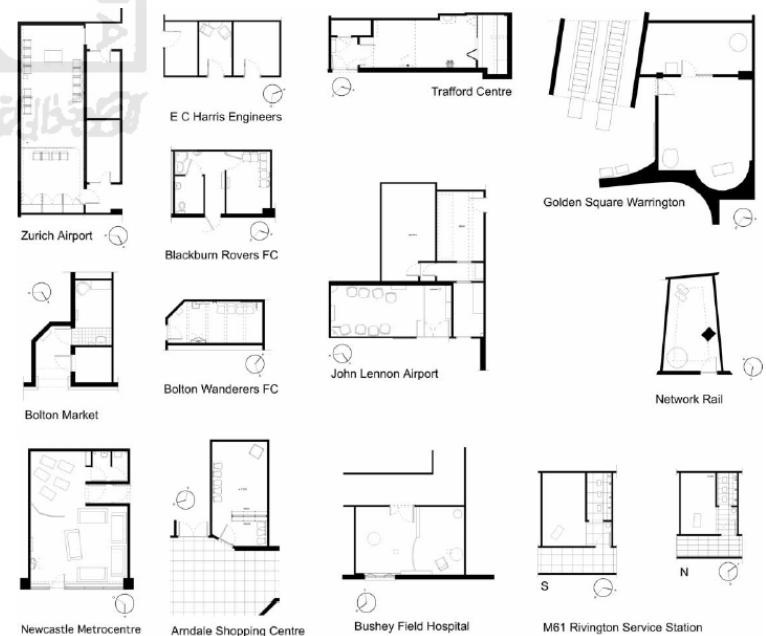 E C Harris Engineers
Trafford Centre
Golden Square Warrington
Zurich Airport
Blackburn Rovers FC
John Lennon Airport
Bolton Market
Bolton Wanderers FC
Network Rail
S
N
Newcastle Metrocentre
Arndale Shopping Centre
Bushey Field Hospital
M61 Rivington Service Station